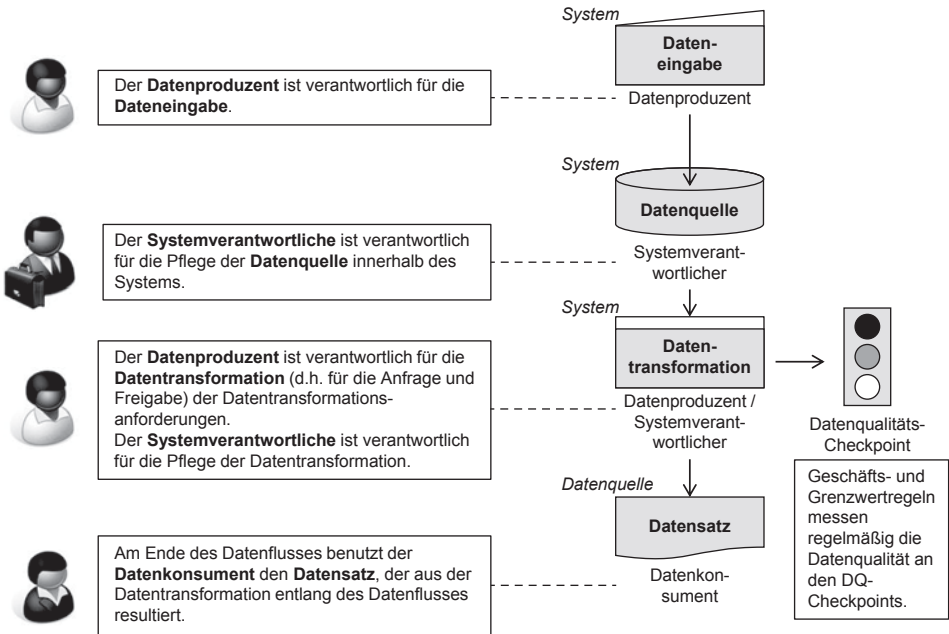 System
Daten-
eingabe
Datenproduzent
Der Datenproduzent ist verantwortlich für die
Dateneingabe.
System
Datenquelle
Systemverant-
wortlicher
Der Systemverantwortliche ist verantwortlich
für die Pflege der Datenquelle innerhalb des
Systems.
System
Daten-
transformation
Datenproduzent /
Systemverant-
wortlicher
Der Datenproduzent ist verantwortlich für die
Datentransformation (d.h. für die Anfrage und
Freigabe) der Datentransformations-
anforderungen.
Der Systemverantwortliche ist verantwortlich
für die Pflege der Datentransformation.
Datenqualitäts-
Checkpoint
Geschäfts- und
Grenzwertregeln
messen
regelmäßig die
Datenqualität an
den DQ-
Checkpoints.
Datenquelle
Datensatz
Datenkon-
sument
Am Ende des Datenflusses benutzt der
Datenkonsument den Datensatz, der aus der
Datentransformation entlang des Datenflusses
resultiert.